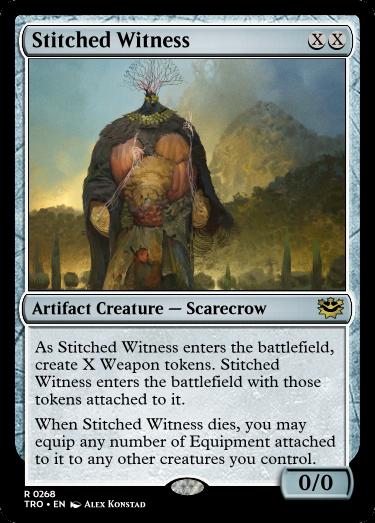 Stitched Witness XX
Artifact Creature — Scarecrow
As Stitched Witness enters the battlefield,
create X Weapon tokens. Stitched
Witness enters the battlefield with those
tokens attached to it.
When Stitched Witness dies, you may
equip any number of Equipment attached
to it to any other creatures you control.
0/0
R 0268
TRO • EN Alex Konstad